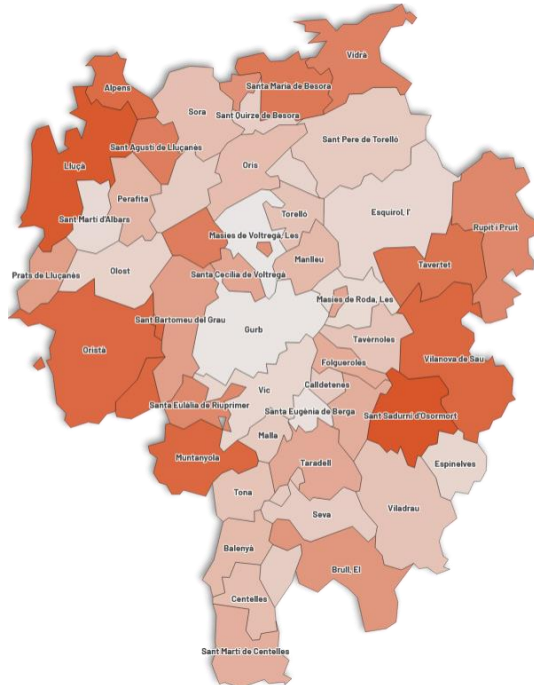 Vidrà
Alpens
Santa Maria de Besora
Sora
Sant Quirze de Besora
Sant Pere de Torelló
Sant Agustí de Lluçanès
Lluçà
Orís
Perafita
Torelló
Esquirol, l'
Sant Martí d'Albars
Rupit i Pruit
Masies de Voltregà, Les
Manlleu
Tavertet
Olost
Prats de Lluçanès
Santa Cecília de Voltregà
Masies de Roda, Les
Sant Bartomeu del Grau
Gurb
Tavèrnoles
Oristà
Folgueroles
Vilanova de Sau
Calldetenes
Vic
Santa Eulàlia de Riuprimer
Santa Eugènia de Berga
Sant Sadurní d'Osormort
Malla
Muntanyola
Taradell
Espinelves
Tona
Viladrau
Seva
Balenyà
Brull, El
Centelles
Sant Martí de Centelles